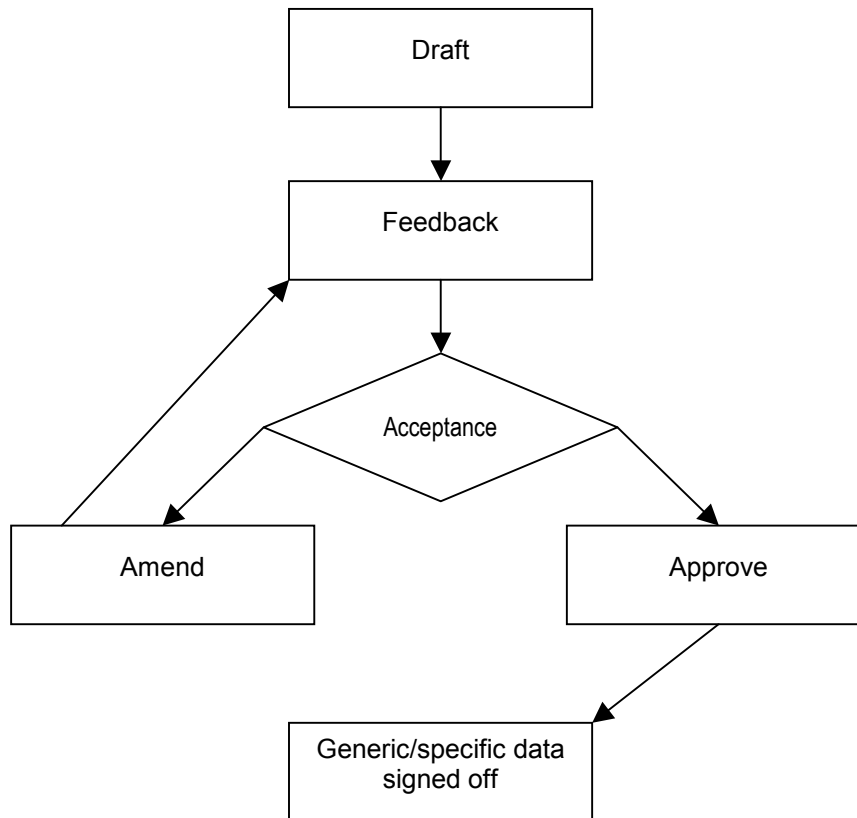 Draft
Feedback
Acceptance
Amend
Approve
Generic/specific data
signed off